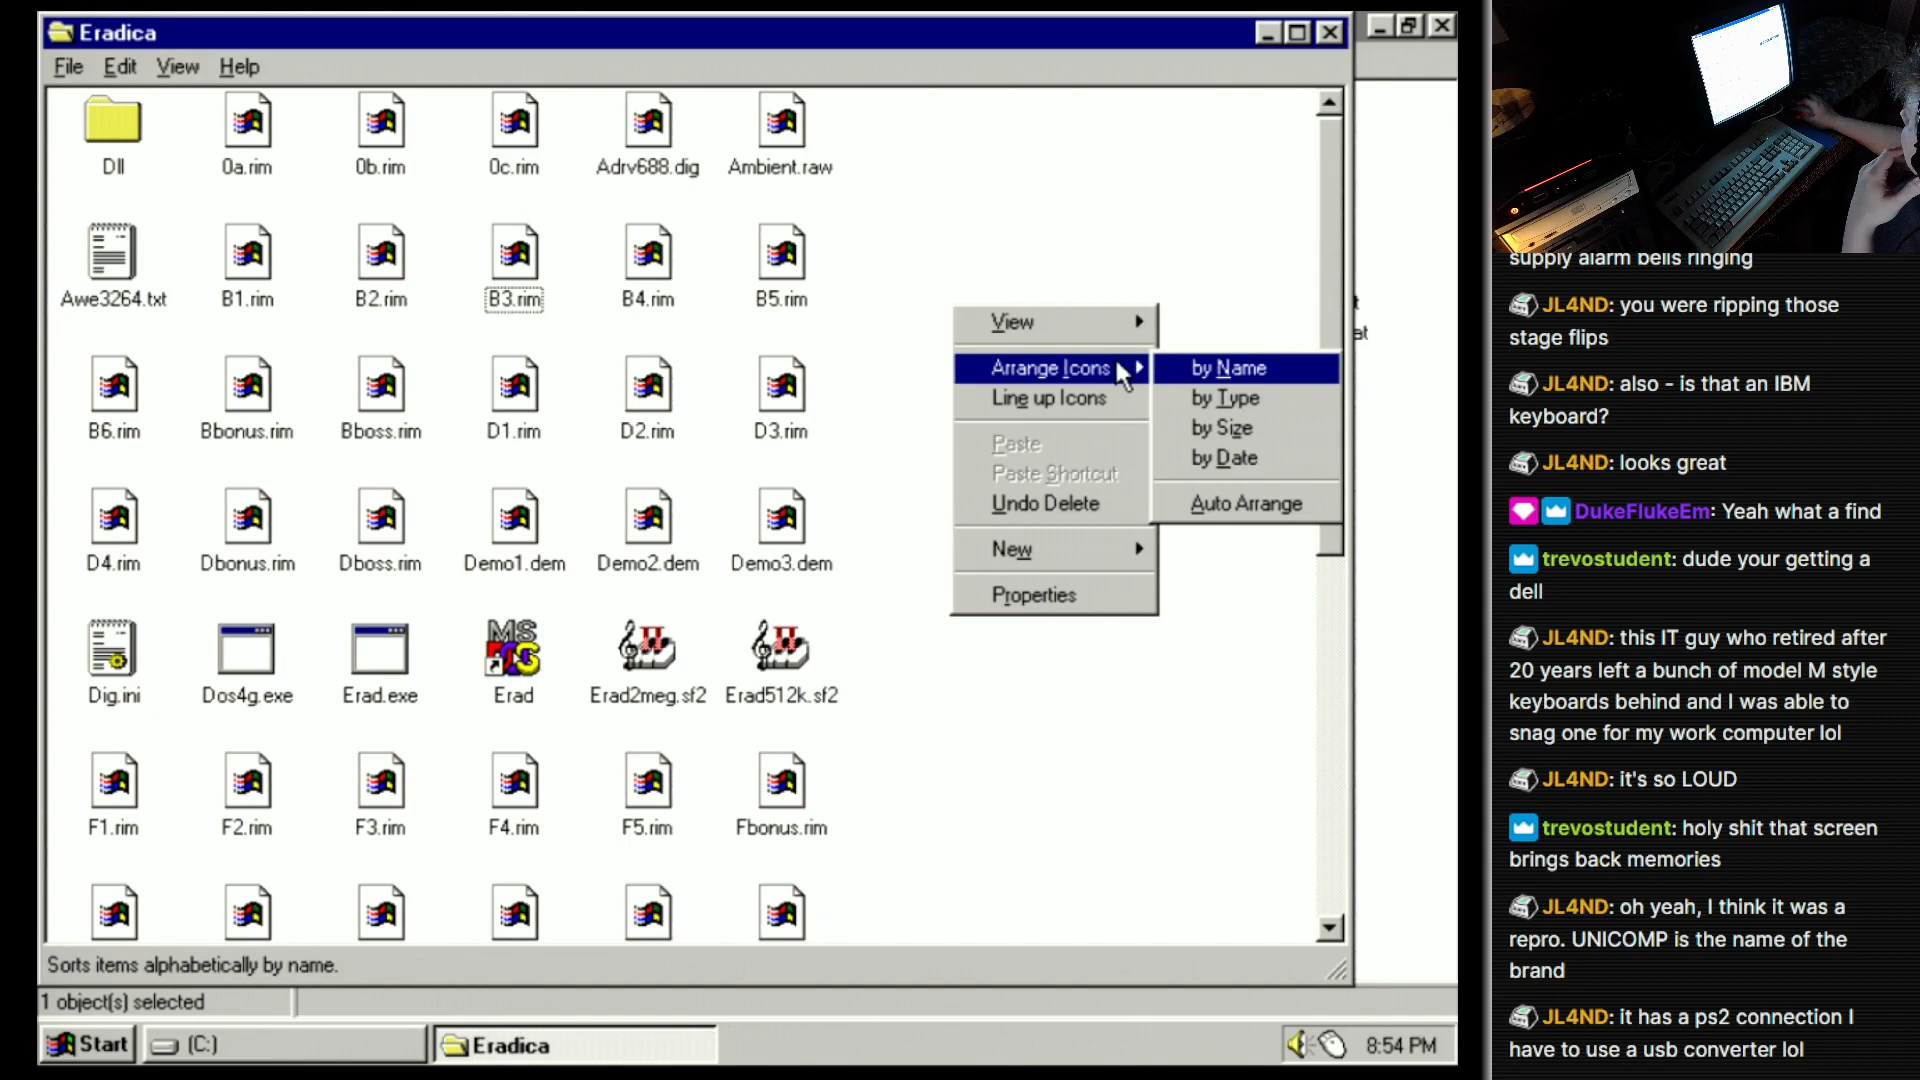 Eradica
File Edit View Help
Dll 0a.rim 0b.rim 0c.rim Adrv688.dig Ambient.raw
Awe3264.txt B1.rim B2.rim B3.rim B4.rim B5.rim
B6.rim Bbonus.rim Bboss.rim D1.rim D2.rim D3.rim
D4.rim Dbonus.rim Dboss.rim Demo1.dem Demo2.dem Demo3.dem
MS
Dig.ini Dos4g.exe Erad.exe Erad Erad2meg.sf2 Erad512k.sf2
F1.rim F2.rim F3.rim F4.rim F5.rim Fbonus.rim
View
Arrange Icons
Line up Icons
Paste
Paste Shortcut
Undo Delete
New
Properties
by Name
by Type
by Size
by Date
Auto Arrange
Sorts items alphabetically by name.
1 object(s) selected
Start (C:) Eradica 8:54 PM
supply alarm bells ringing
JL4ND: you were ripping those
stage flips
JL4ND: also - is that an IBM
keyboard?
JL4ND: looks great
DukeFlukeEm: Yeah what a find
trevostudent: dude your getting a
dell
JL4ND: this IT guy who retired after
20 years left a bunch of model M style
keyboards behind and I was able to
snag one for my work computer lol
JL4ND: it's so LOUD
trevostudent: holy shit that screen
brings back memories
JL4ND: oh yeah, I think it was a
repro. UNICOMP is the name of the
brand
JL4ND: it has a ps2 connection I
have to use a usb converter lol